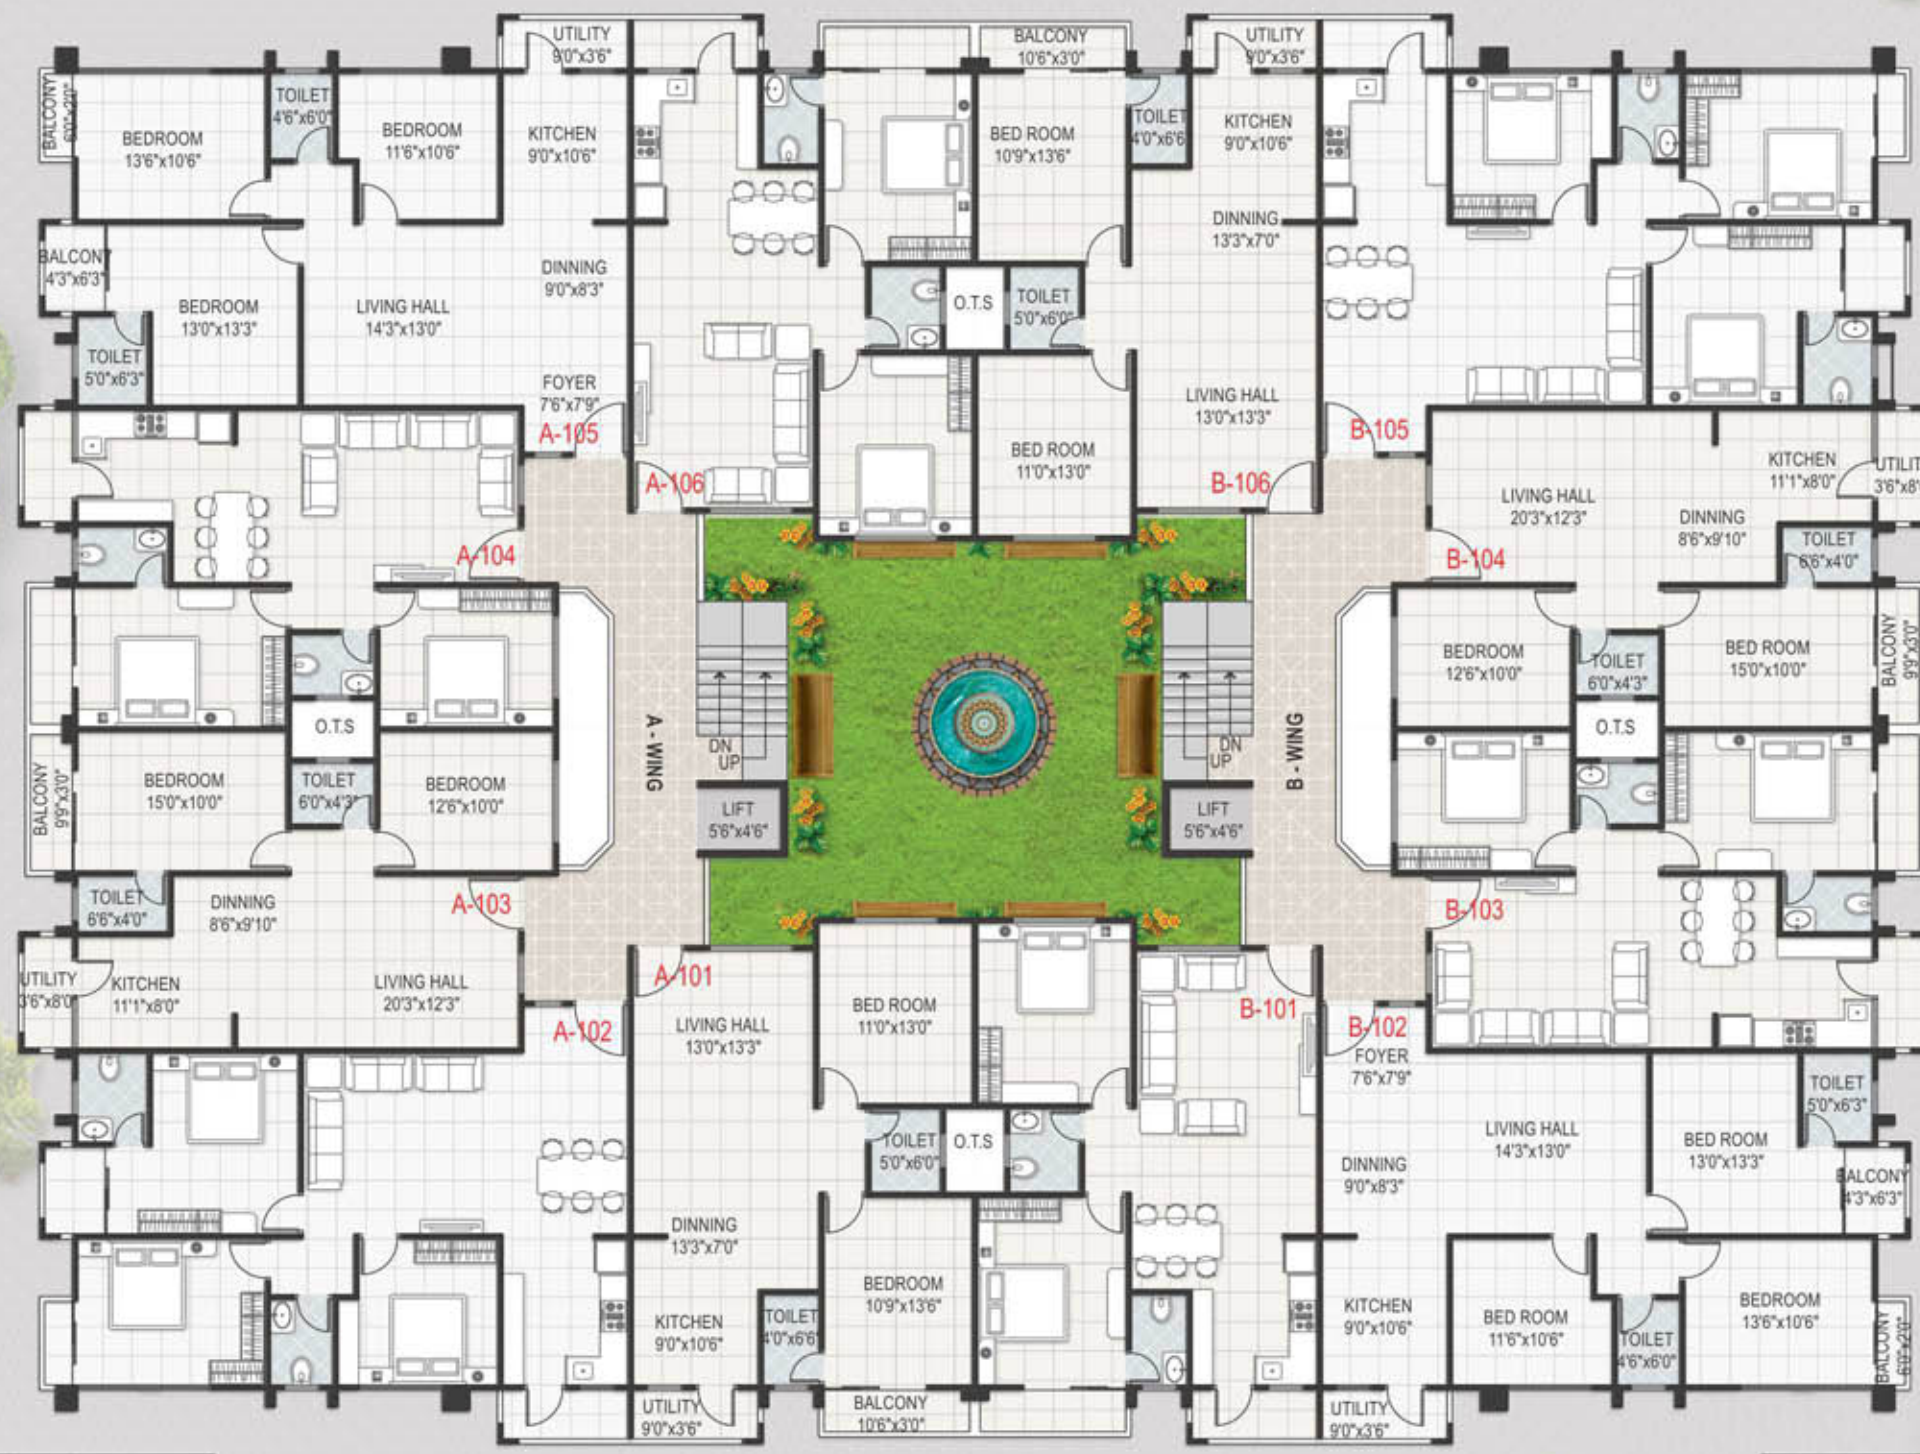 UTILITY
9'0"x3'6"
BALCONY
10'6"x3'0"
UTILITY
9'0"x3'6"
BALCONY
6'0"x2'0"
TOILET
4'6"x6'0"
BEDROOM
13'6"x10'6"
BEDROOM
11'6"x10'6"
KITCHEN
9'0"x10'6"
BED ROOM
10'9"x13'6"
TOILET
4'0"x6'6
KITCHEN
9'0"x10'6"
DINNING
13'3"x7'0"
BALCONY
4'3"x6'3"
BEDROOM
13'0"x13'3"
LIVING HALL
14'3"x13'0"
DINNING
9'0"x8'3"
O.T.S
TOILET
5'0"x6'0"
TOILET
5'0"x6'3"
FOYER
7'6"x7'9"
A-105
LIVING HALL
13'0"x13'3"
B-105
A-106
BED ROOM
11'0"x13'0"
B-106
KITCHEN
11'1"x8'0"
UTILIT
3'6"x8'
LIVING HALL
20'3"x12'3"
DINNING
8'6"x9'10"
TOILET
6'6"x4'0"
A-104
B-104
BEDROOM
12'6"x10'0"
TOILET
6'0"x4'3"
BED ROOM
15'0"x10'0"
BALCONY
9'9"x3'0"
O.T.S
O.T.S
A - WING
DN
UP
DN
UP
B - WING
BALCONY
9'9"x3'0"
BEDROOM
15'0"x10'0"
TOILET
6'0"x4'3"
BEDROOM
12'6"x10'0"
LIFT
5'6"x4'6"
LIFT
5'6"x4'6"
TOILET
6'6"x4'0"
DINNING
8'6"x9'10"
A-103
B-103
UTILITY
3'6"x8'0"
KITCHEN
11'1"x8'0"
LIVING HALL
20'3"x12'3"
A-101
B-101
A-102
B-102
LIVING HALL
13'0"x13'3"
BED ROOM
11'0"x13'0"
FOYER
7'6"x7'9"
TOILET
5'0"x6'3"
TOILET
5'0"x6'0"
O.T.S
LIVING HALL
14'3"x13'0"
BED ROOM
13'0"x13'3"
DINNING
9'0"x8'3"
BALCONY
4'3"x6'3"
DINNING
13'3"x7'0"
BEDROOM
10'9"x13'6"
KITCHEN
9'0"x10'6"
TOILET
4'0"x6'6"
KITCHEN
9'0"x10'6"
BED ROOM
11'6"x10'6"
TOILET
4'6"x6'0"
BEDROOM
13'6"x10'6"
BALCONY
6'0"x2'0"
UTILITY
9'0"x3'6"
BALCONY
10'6"x3'0"
UTILITY
9'0"x3'6"